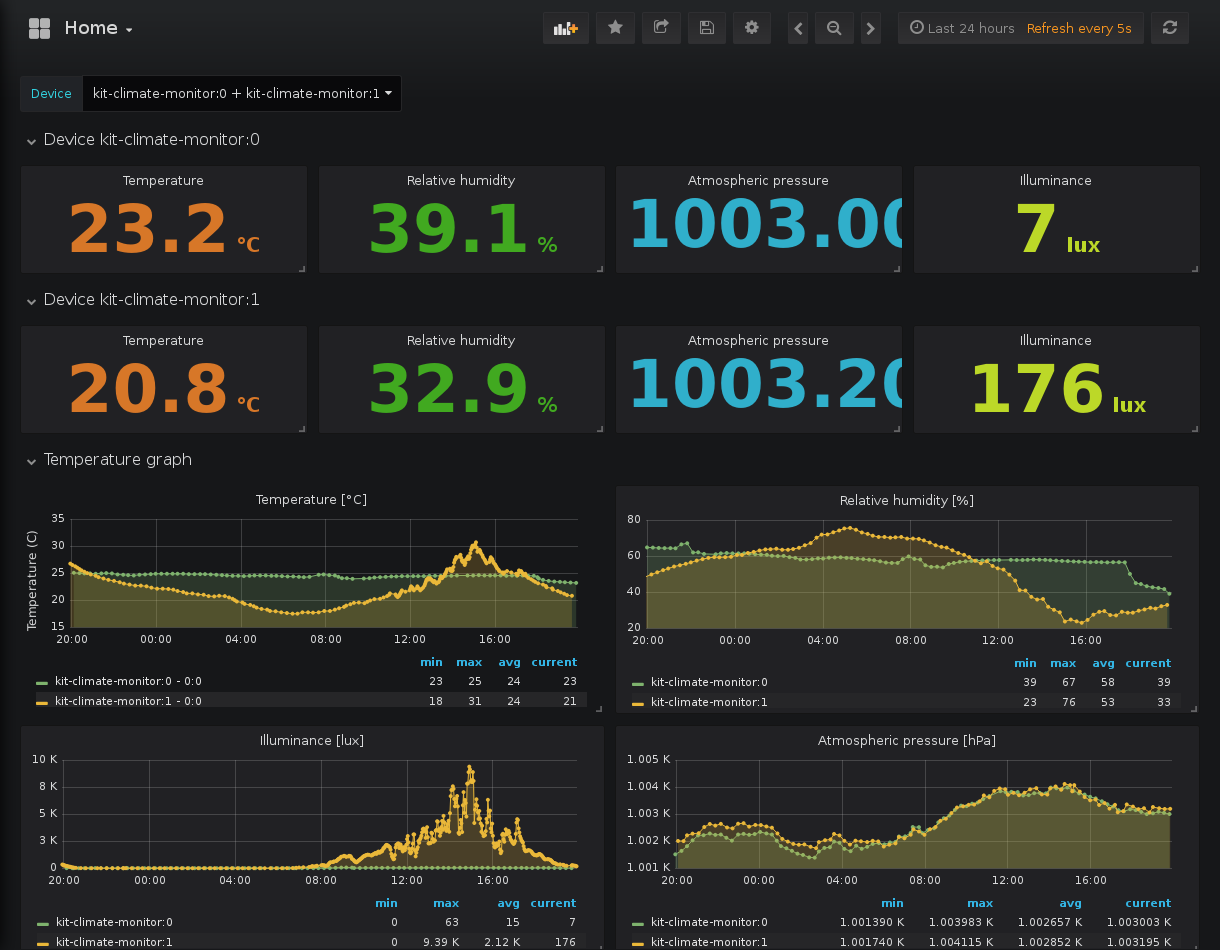 Home
Last 24 hours Refresh every 5s
Device kit-climate-monitor:0 + kit-climate-monitor:1
Device kit-climate-monitor:0
Temperature Relative humidity Atmospheric pressure Illuminance
23.2 °C 39.1 % 1003.00 7 lux
Device kit-climate-monitor:1
Temperature Relative humidity Atmospheric pressure Illuminance
20.8 °C 32.9 % 1003.20 176 lux
Temperature graph
Temperature [°C]
Temperature (C)
35
30
25
20
15
20:00 00:00 04:00 08:00 12:00 16:00
min max avg current
kit-climate-monitor:0 - 0:0 23 25 24 23
kit-climate-monitor:1 - 0:0 18 31 24 21
Relative humidity [%]
80
60
40
20
20:00 00:00 04:00 08:00 12:00 16:00
min max avg current
kit-climate-monitor:0 39 67 58 39
kit-climate-monitor:1 23 76 53 33
Illuminance [lux]
10 K
8 K
5 K
3 K
0
20:00 00:00 04:00 08:00 12:00 16:00
min max avg current
kit-climate-monitor:0 0 63 15 7
kit-climate-monitor:1 0 9.39 K 2.12 K 176
Atmospheric pressure [hPa]
1.005 K
1.004 K
1.003 K
1.002 K
1.001 K
20:00 00:00 04:00 08:00 12:00 16:00
min max avg current
kit-climate-monitor:0 1.001390 K 1.003983 K 1.002657 K 1.003003 K
kit-climate-monitor:1 1.001740 K 1.004115 K 1.002852 K 1.003195 K